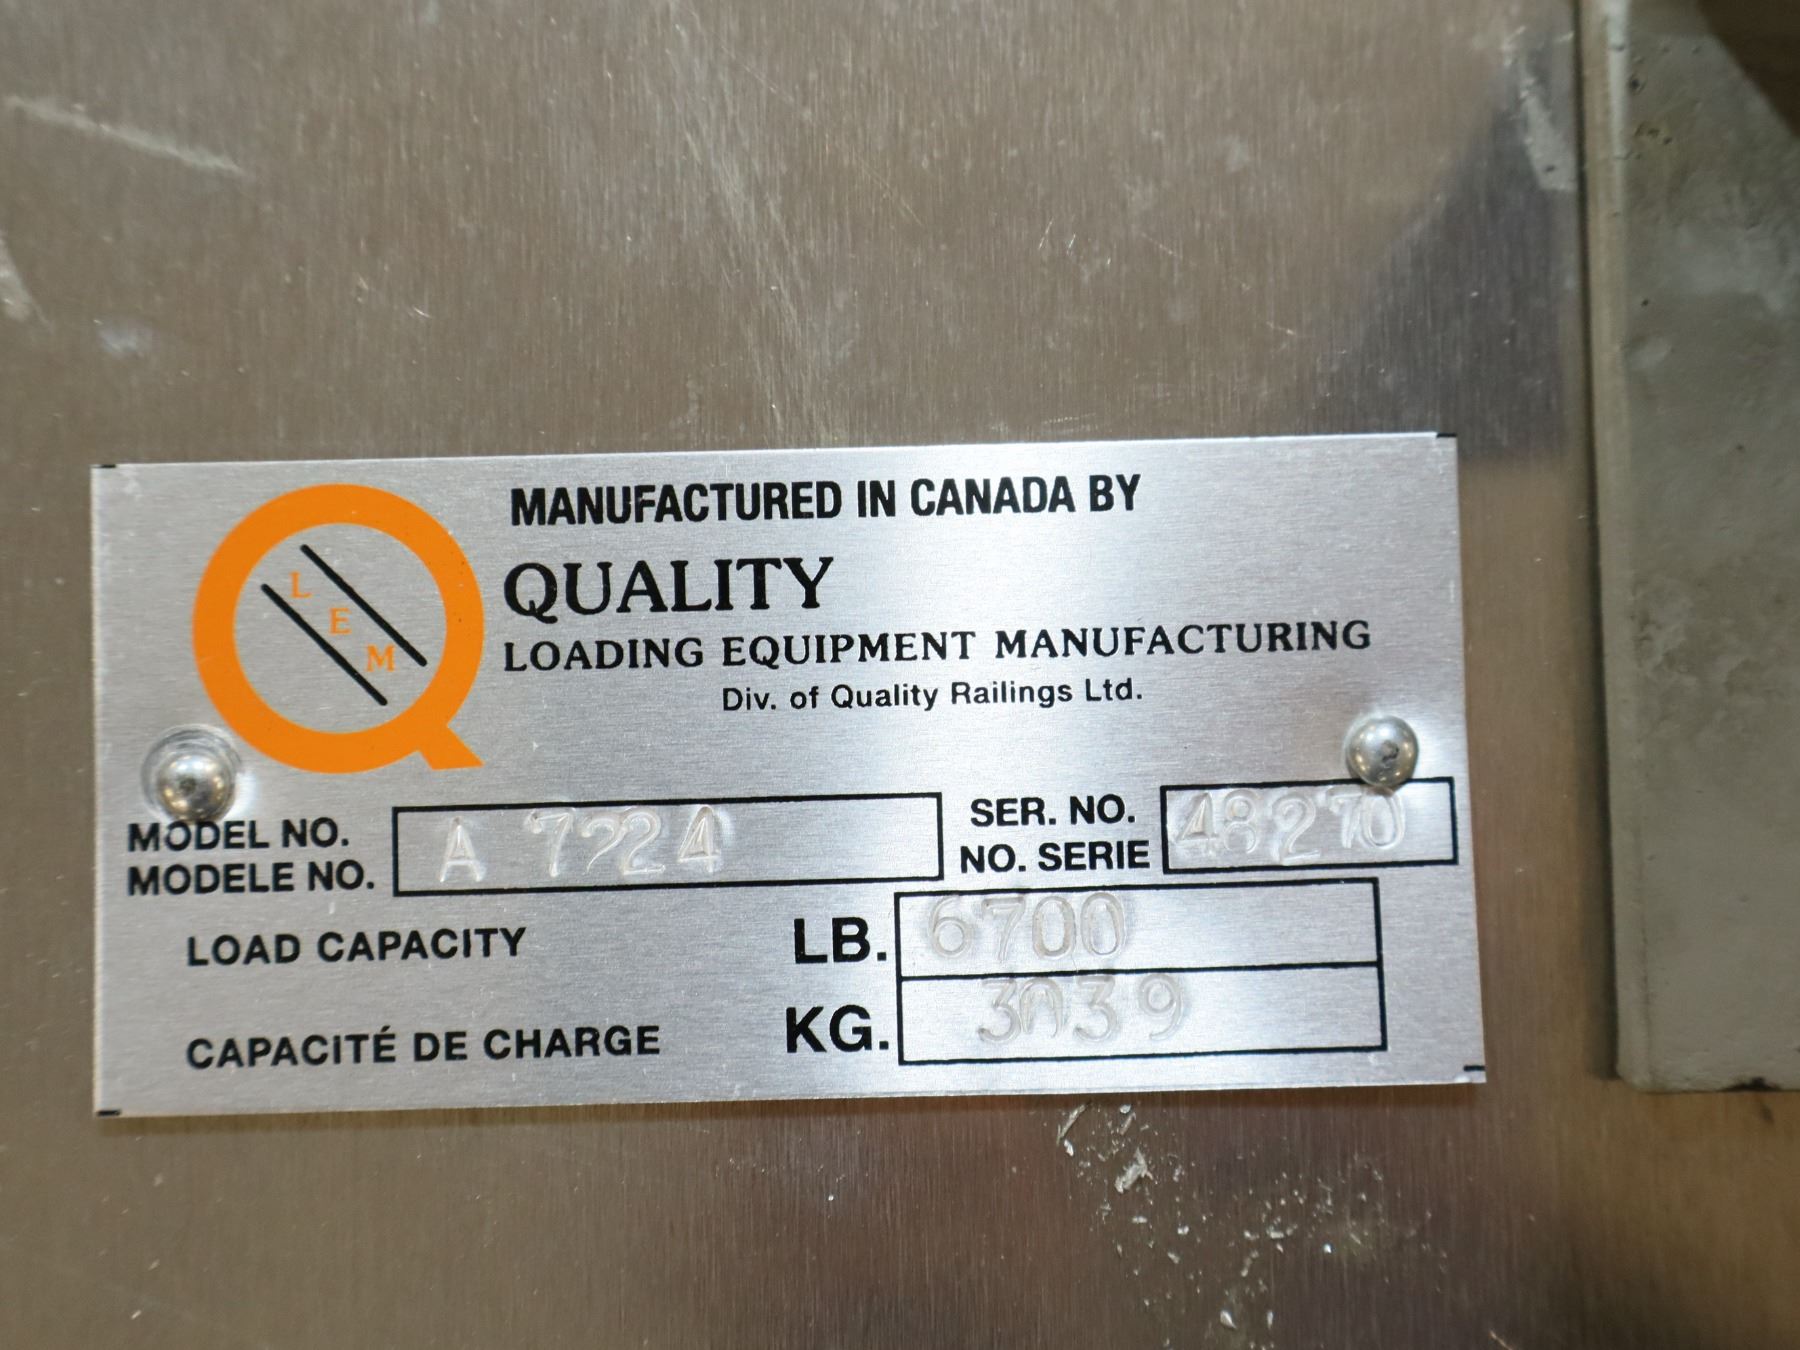 MANUFACTURED IN CANADA BY
QUALITY
LEM
LOADING EQUIPMENT MANUFACTURING
Div. of Quality Railings Ltd.
MODEL NO.
MODELE NO.
A 7224
SER. NO.
NO. SERIE
48270
LOAD CAPACITY
LB. 6700
CAPACITÉ DE CHARGE
KG. 3039